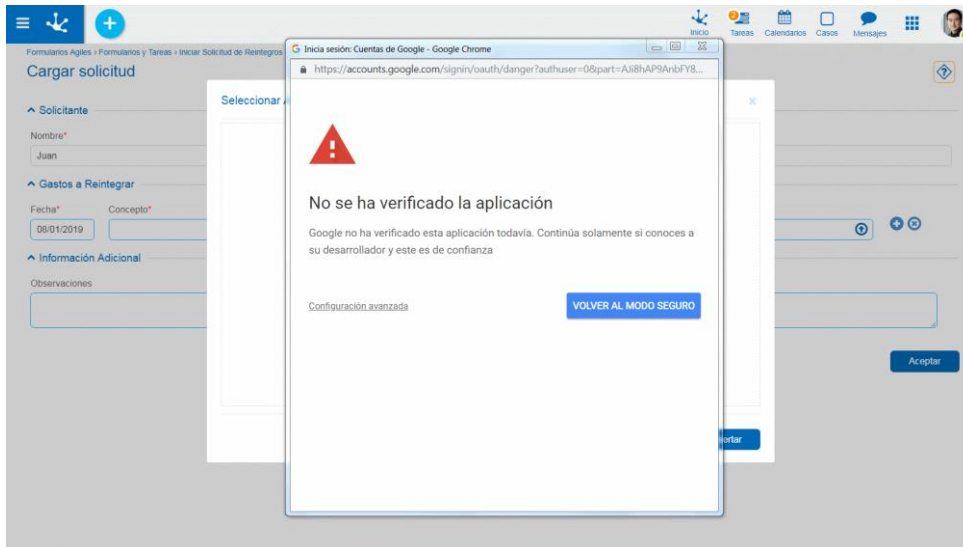 Inicio
Tareas
Calendarios
Casos
Mensajes
Formularios Agiles › Formularios y Tareas › Iniciar Solicitud de Reintegros
Cargar solicitud
G Inicia sesión: Cuentas de Google - Google Chrome
https://accounts.google.com/signin/oauth/danger?authuser=0&part=AJi8hAP9AnbFY8...
Seleccionar
Solicitante
Nombre*
Juan
Gastos a Reintegrar
Fecha*
Concepto*
08/01/2019
Información Adicional
Observaciones
No se ha verificado la aplicación
Google no ha verificado esta aplicación todavía. Continúa solamente si conoces a
su desarrollador y este es de confianza
Configuración avanzada
VOLVER AL MODO SEGURO
Aceptar